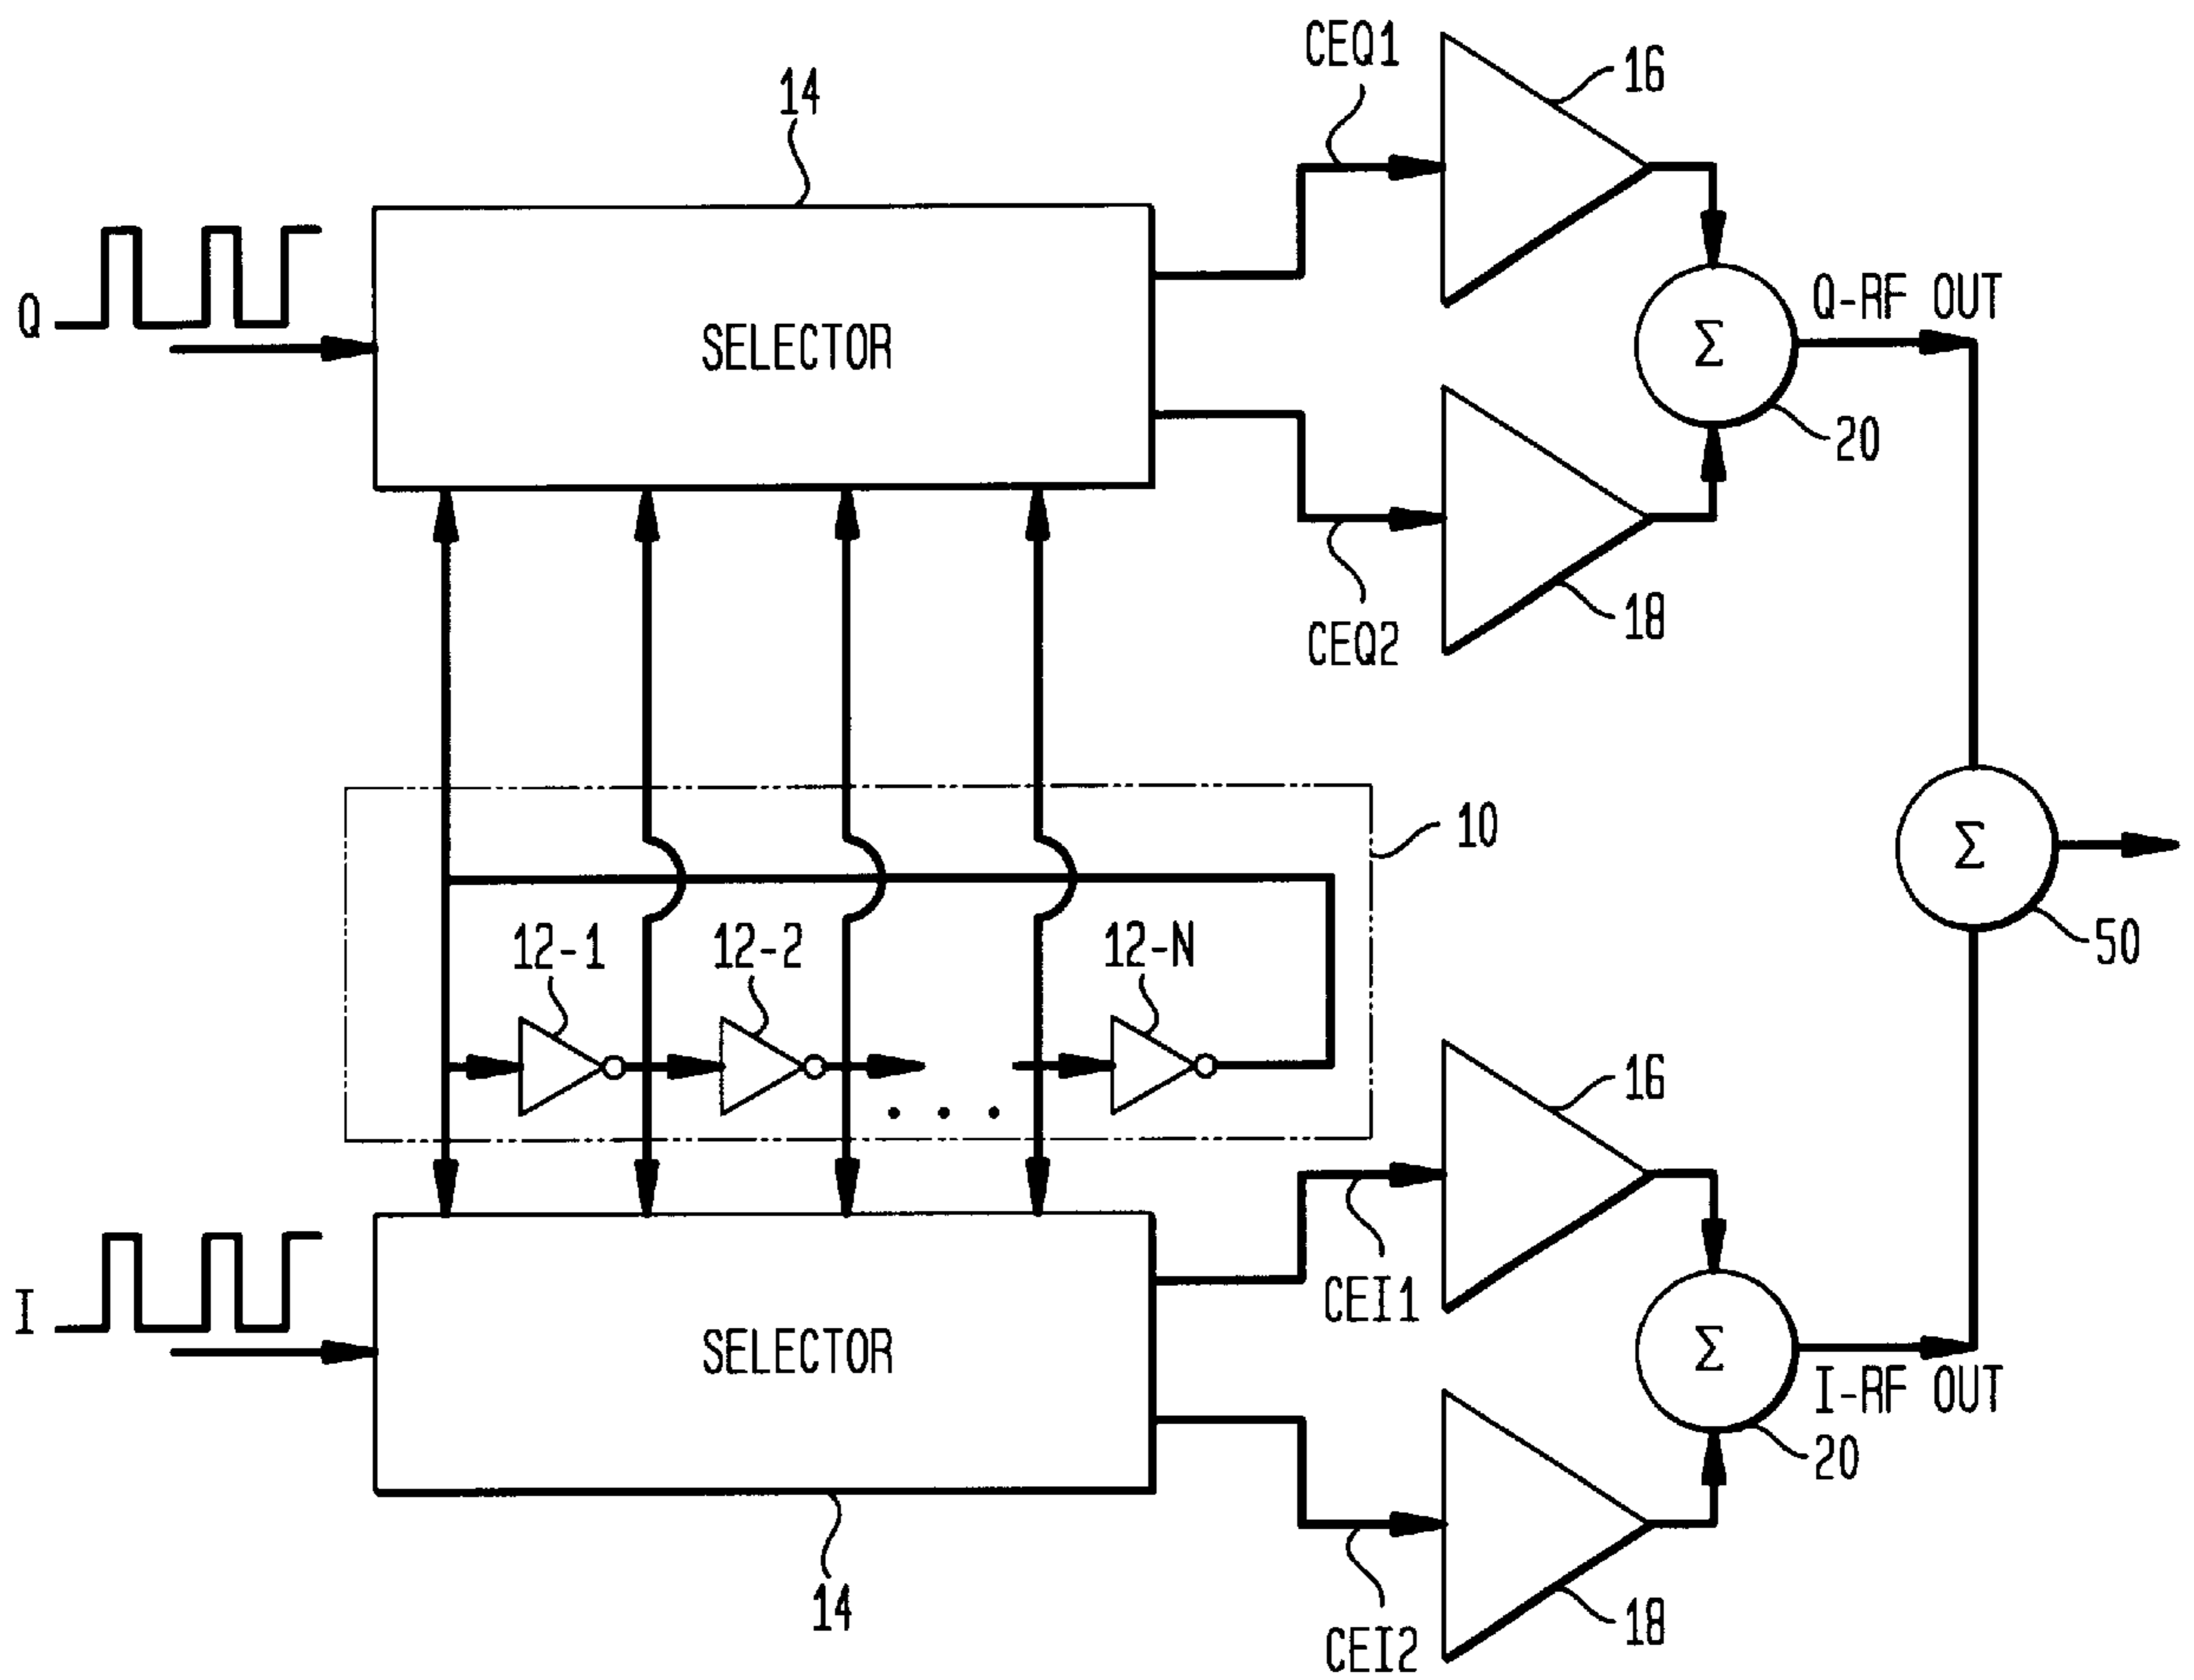 CEQ1
16
14
Q
SELECTOR
Σ
Q-RF OUT
20
18
CEQ2
10
Σ
50
12-1
12-2
12-N
. . .
16
I
SELECTOR
CEI1
Σ
I-RF OUT
20
14
18
CEI2